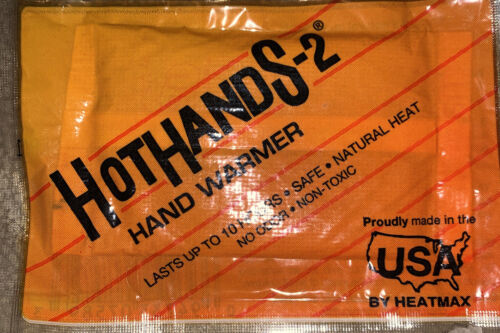 HOTHANDS-2®
HAND WARMER
LASTS UP TO 10 HOURS • SAFE • NATURAL HEAT
NO ODOR • NON-TOXIC
Proudly made in the
USA
BY HEATMAX